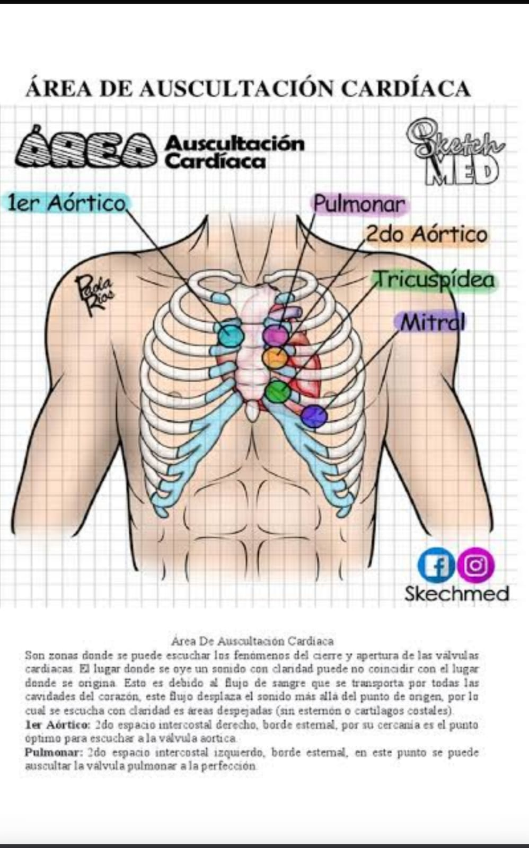 ÁREA DE AUSCULTACIÓN CARDÍACA
ÁREA Auscultación
Cardíaca
Sketch
MED
1er Aórtico
Pulmonar
2do Aórtico
Tricuspídea
Mitral
Paola
Rios
Skechmed
Área De Auscultación Cardiaca
Son zonas donde se puede escuchar los fenómenos del cierre y apertura de las válvulas
cardiacas. El lugar donde se oye un sonido con claridad puede no coincidir con el lugar
donde se origina. Esto es debido al flujo de sangre que se transporta por todas las
cavidades del corazón, este flujo desplaza el sonido más allá del punto de origen, por lo
cual se escucha con claridad es áreas despejadas (sin esternón o cartílagos costales).
1er Aórtico: 2do espacio intercostal derecho, borde esternal, por su cercanía es el punto
óptimo para escuchar a la válvula aortica.
Pulmonar: 2do espacio intercostal izquierdo, borde esternal, en este punto se puede
auscultar la válvula pulmonar a la perfección.